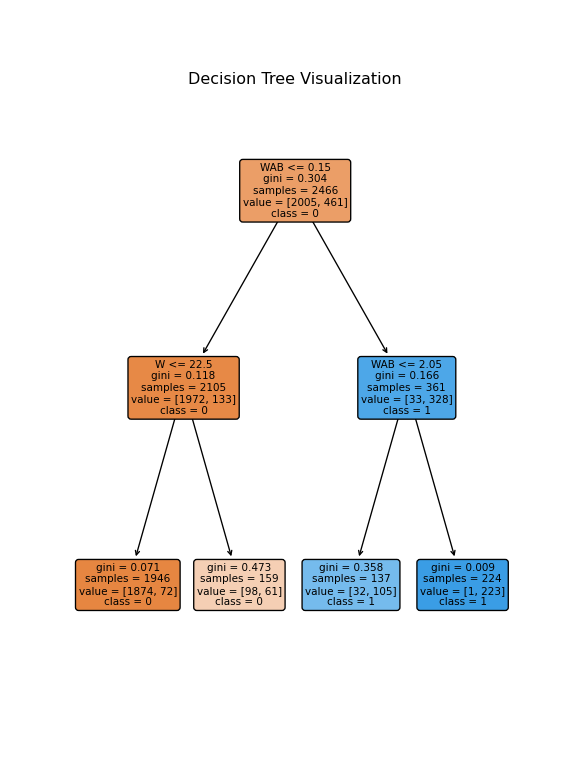 Decision Tree Visualization
WAB <= 0.15
gini = 0.304
samples = 2466
value = [2005, 461]
class = 0
W <= 22.5
gini = 0.118
samples = 2105
value = [1972, 133]
class = 0
WAB <= 2.05
gini = 0.166
samples = 361
value = [33, 328]
class = 1
gini = 0.071
samples = 1946
value = [1874, 72]
class = 0
gini = 0.473
samples = 159
value = [98, 61]
class = 0
gini = 0.358
samples = 137
value = [32, 105]
class = 1
gini = 0.009
samples = 224
value = [1, 223]
class = 1